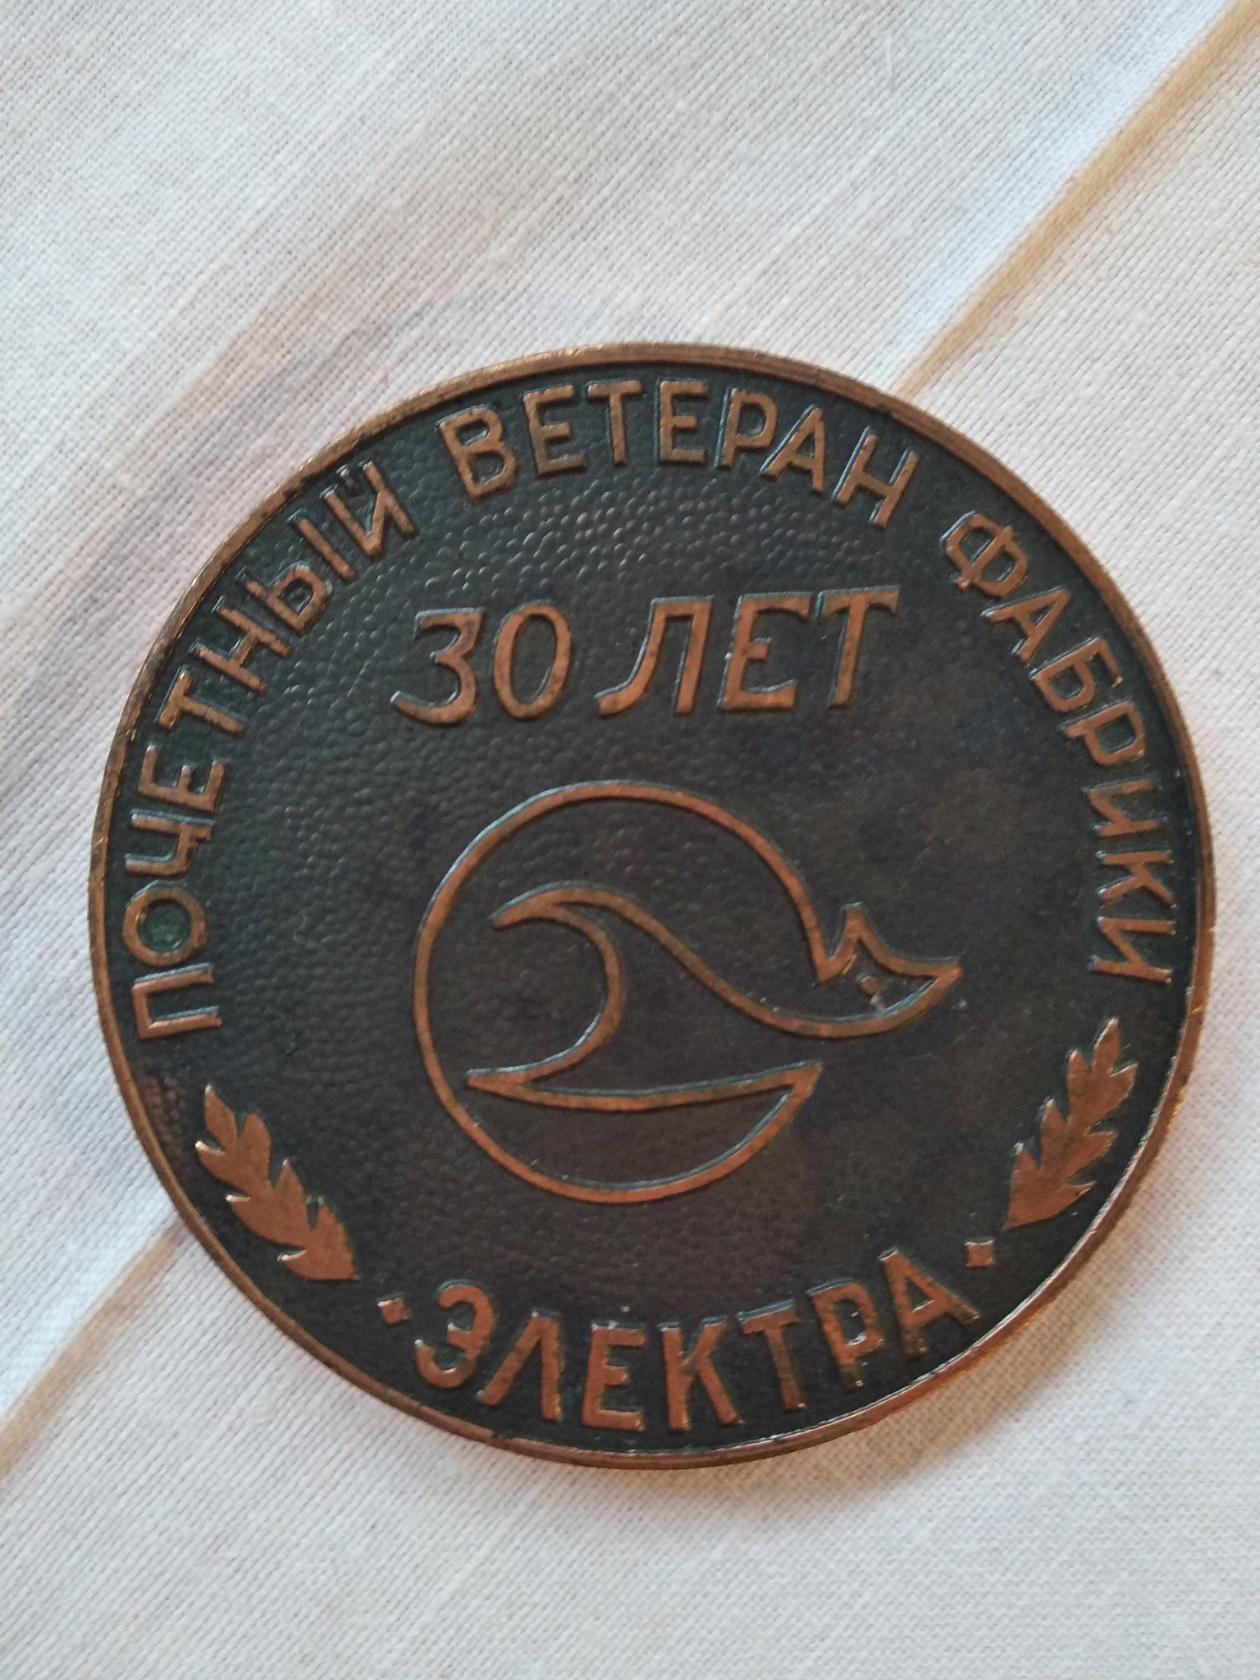 ПОЧЕТНЫЙ ВЕТЕРАН ФАБРИКИ
30 ЛЕТ
· ЭЛЕКТРА ·